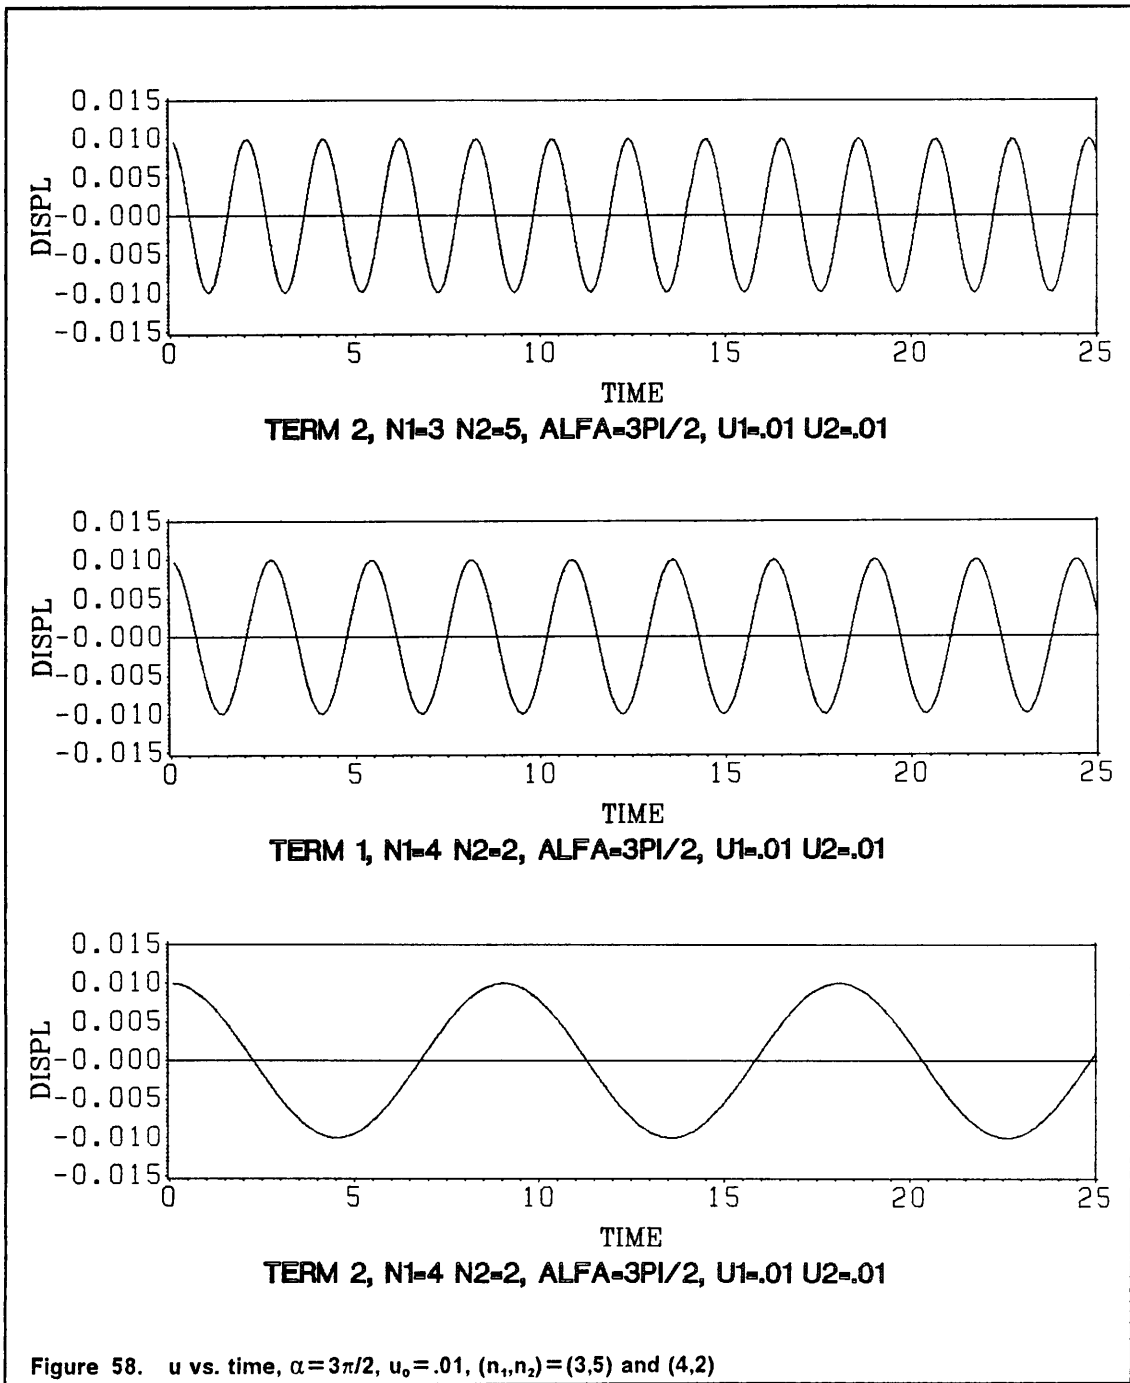 0.015
0.010
0.005
-0.000
-0.005
-0.010
-0.015
DISPL
0 5 10 15 20 25
TIME
TERM 2, N1=3 N2=5, ALFA=3PI/2, U1=.01 U2=.01
0.015
0.010
0.005
-0.000
-0.005
-0.010
-0.015
DISPL
0 5 10 15 20 25
TIME
TERM 1, N1=4 N2=2, ALFA=3PI/2, U1=.01 U2=.01
0.015
0.010
0.005
-0.000
-0.005
-0.010
-0.015
DISPL
0 5 10 15 20 25
TIME
TERM 2, N1=4 N2=2, ALFA=3PI/2, U1=.01 U2=.01
Figure 58. u vs. time, α=3π/2, u₀=.01, (n₁,n₂)=(3,5) and (4,2)